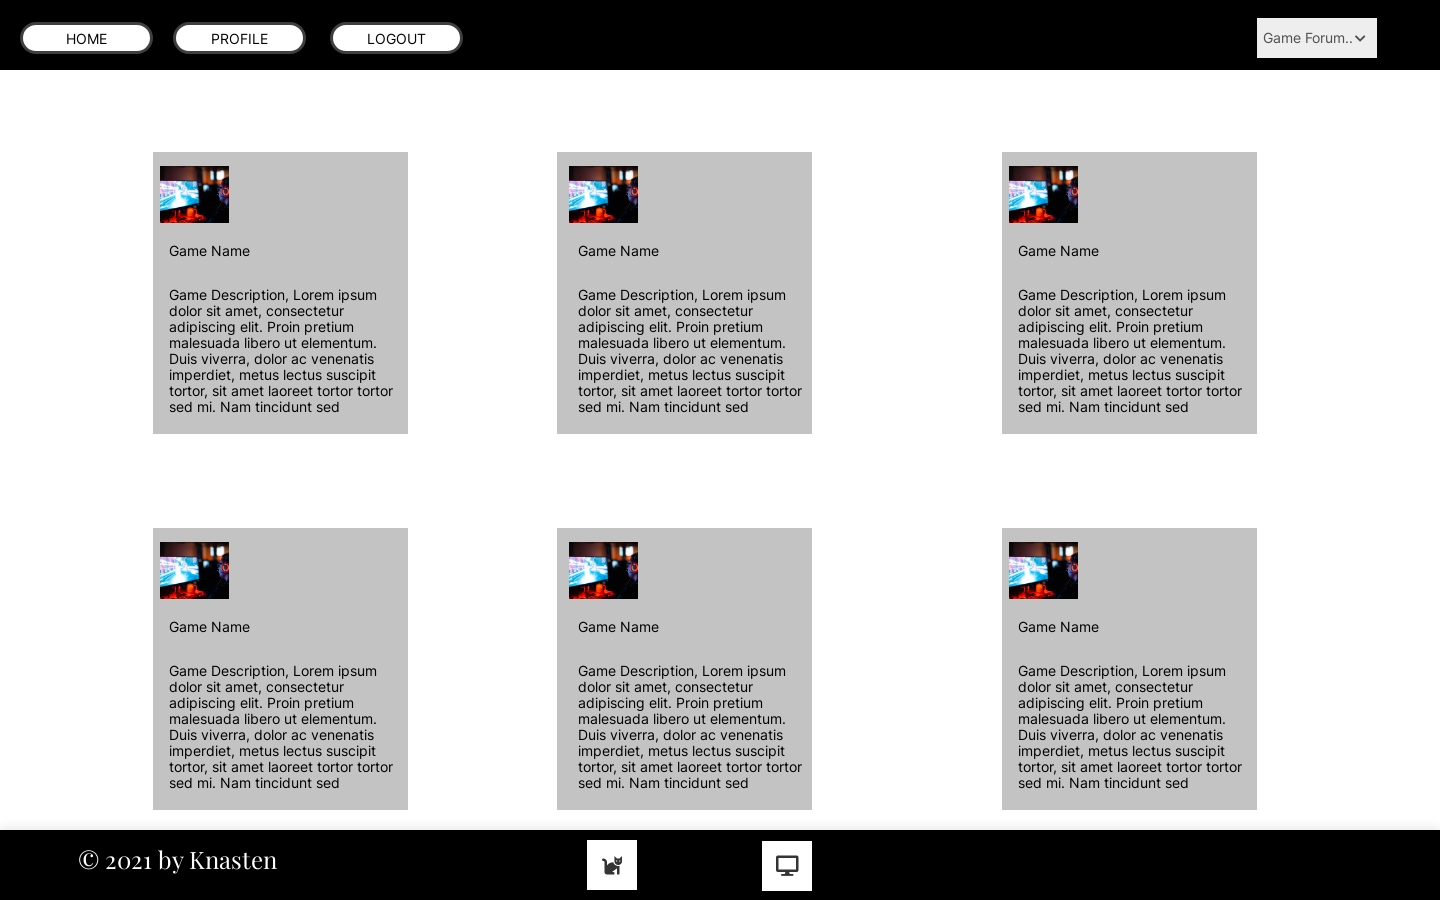 HOME
PROFILE
LOGOUT
Game Forum..
Game Name
Game Description, Lorem ipsum
dolor sit amet, consectetur
adipiscing elit. Proin pretium
malesuada libero ut elementum.
Duis viverra, dolor ac venenatis
imperdiet, metus lectus suscipit
tortor, sit amet laoreet tortor tortor
sed mi. Nam tincidunt sed
Game Name
Game Description, Lorem ipsum
dolor sit amet, consectetur
adipiscing elit. Proin pretium
malesuada libero ut elementum.
Duis viverra, dolor ac venenatis
imperdiet, metus lectus suscipit
tortor, sit amet laoreet tortor tortor
sed mi. Nam tincidunt sed
Game Name
Game Description, Lorem ipsum
dolor sit amet, consectetur
adipiscing elit. Proin pretium
malesuada libero ut elementum.
Duis viverra, dolor ac venenatis
imperdiet, metus lectus suscipit
tortor, sit amet laoreet tortor tortor
sed mi. Nam tincidunt sed
Game Name
Game Description, Lorem ipsum
dolor sit amet, consectetur
adipiscing elit. Proin pretium
malesuada libero ut elementum.
Duis viverra, dolor ac venenatis
imperdiet, metus lectus suscipit
tortor, sit amet laoreet tortor tortor
sed mi. Nam tincidunt sed
Game Name
Game Description, Lorem ipsum
dolor sit amet, consectetur
adipiscing elit. Proin pretium
malesuada libero ut elementum.
Duis viverra, dolor ac venenatis
imperdiet, metus lectus suscipit
tortor, sit amet laoreet tortor tortor
sed mi. Nam tincidunt sed
Game Name
Game Description, Lorem ipsum
dolor sit amet, consectetur
adipiscing elit. Proin pretium
malesuada libero ut elementum.
Duis viverra, dolor ac venenatis
imperdiet, metus lectus suscipit
tortor, sit amet laoreet tortor tortor
sed mi. Nam tincidunt sed
© 2021 by Knasten